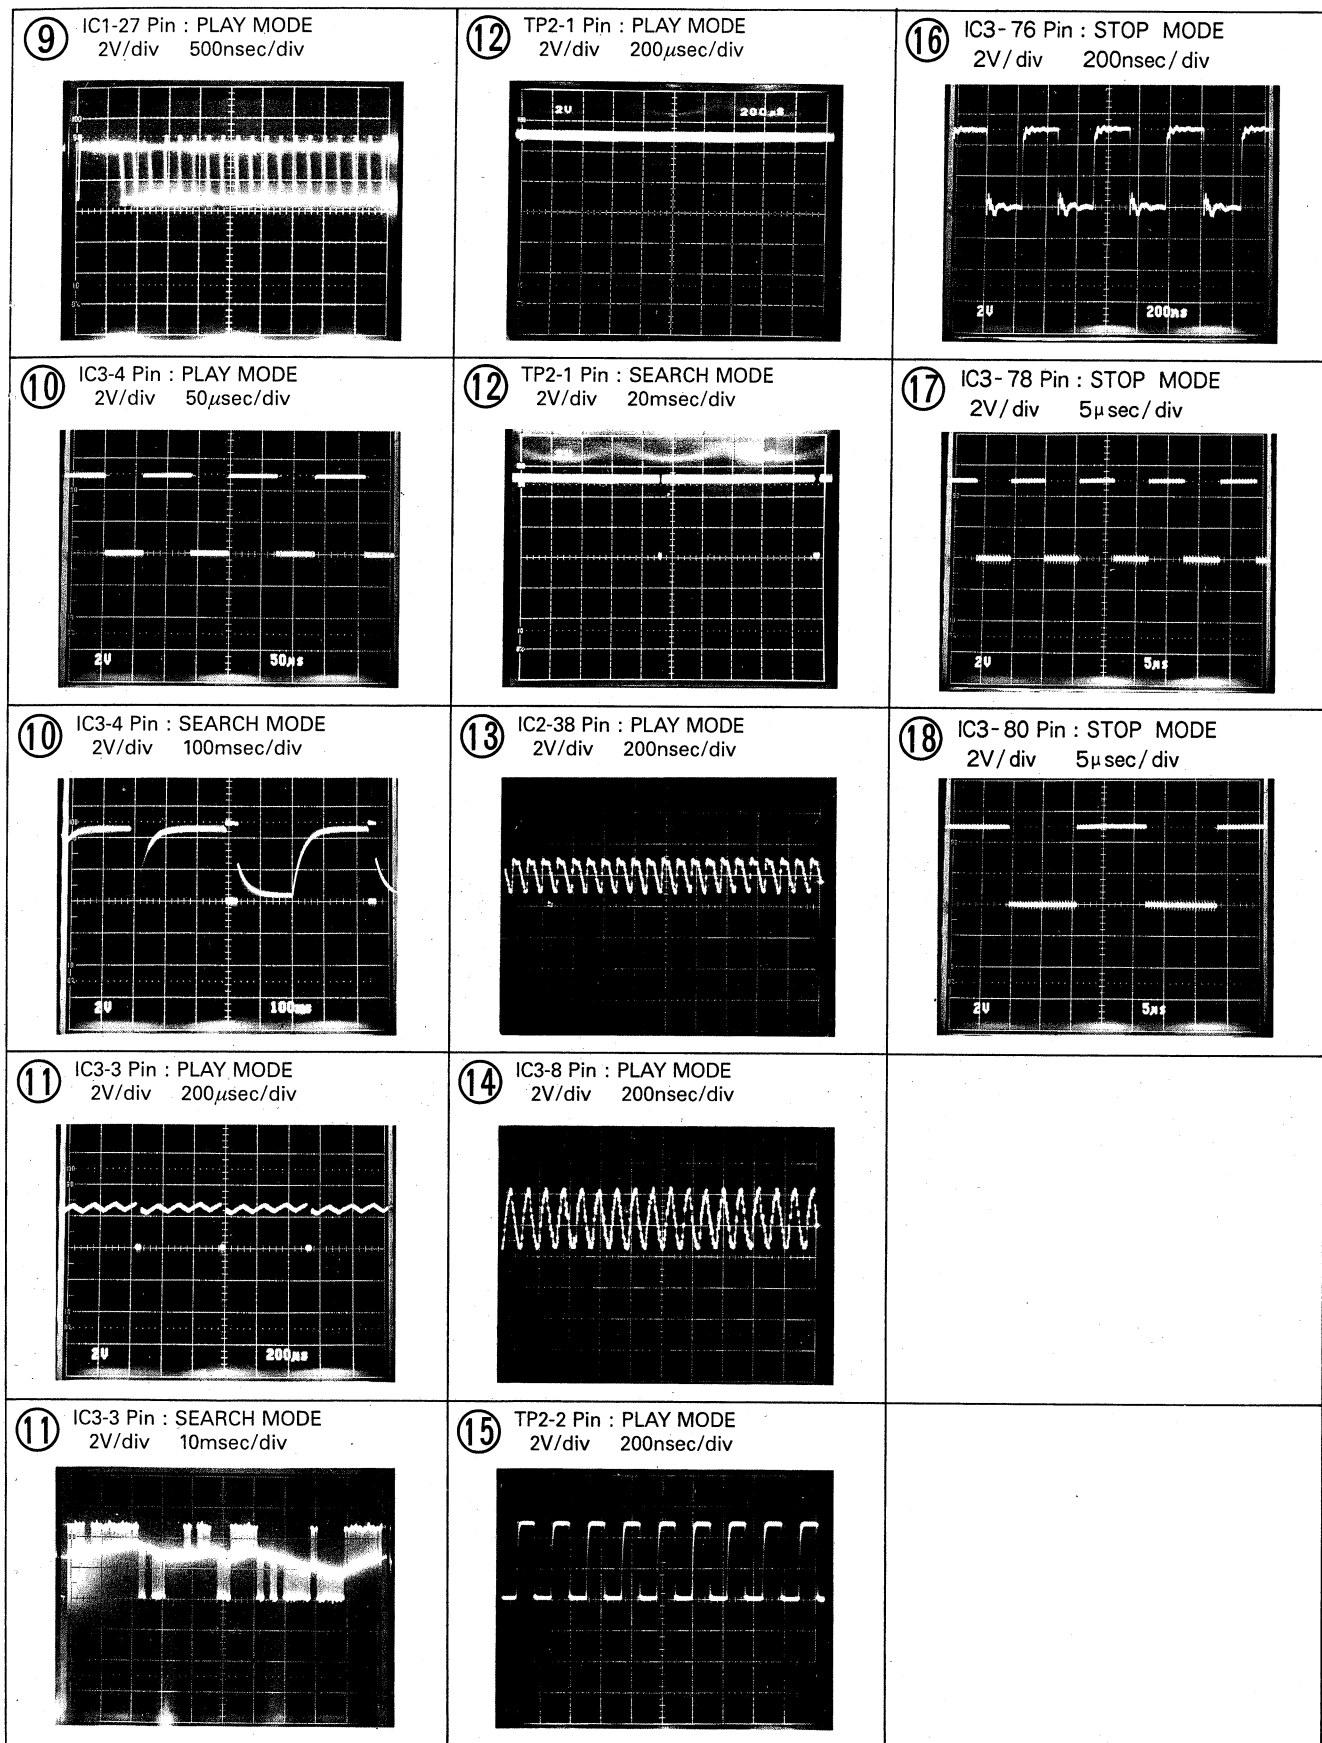 ⑨ IC1-27 Pin : PLAY MODE
2V/div 500nsec/div
⑩ IC3-4 Pin : PLAY MODE
2V/div 50μsec/div
2V 50μs
⑩ IC3-4 Pin : SEARCH MODE
2V/div 100msec/div
2V 100ms
⑪ IC3-3 Pin : PLAY MODE
2V/div 200μsec/div
2V 200μs
⑪ IC3-3 Pin : SEARCH MODE
2V/div 10msec/div
⑫ TP2-1 Pin : PLAY MODE
2V/div 200μsec/div
2V 200μs
⑫ TP2-1 Pin : SEARCH MODE
2V/div 20msec/div
⑬ IC2-38 Pin : PLAY MODE
2V/div 200nsec/div
⑭ IC3-8 Pin : PLAY MODE
2V/div 200nsec/div
⑮ TP2-2 Pin : PLAY MODE
2V/div 200nsec/div
⑯ IC3-76 Pin : STOP MODE
2V/div 200nsec/div
2V 200ns
⑰ IC3-78 Pin : STOP MODE
2V/div 5μsec/div
2V 5μs
⑱ IC3-80 Pin : STOP MODE
2V/div 5μsec/div
2V 5μs